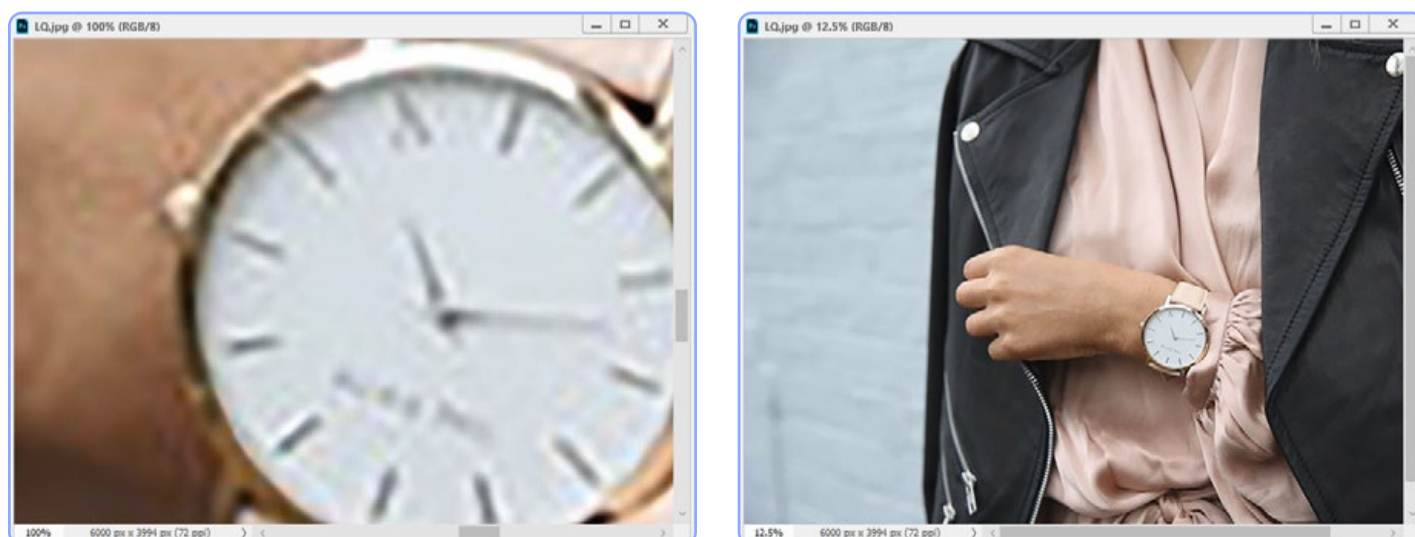 LQ.jpg @ 100% (RGB/8)
LQ.jpg @ 12.5% (RGB/8)
100%
6000 px x 3994 px (72 ppi)
12.5%
6000 px x 3994 px (72 ppi)